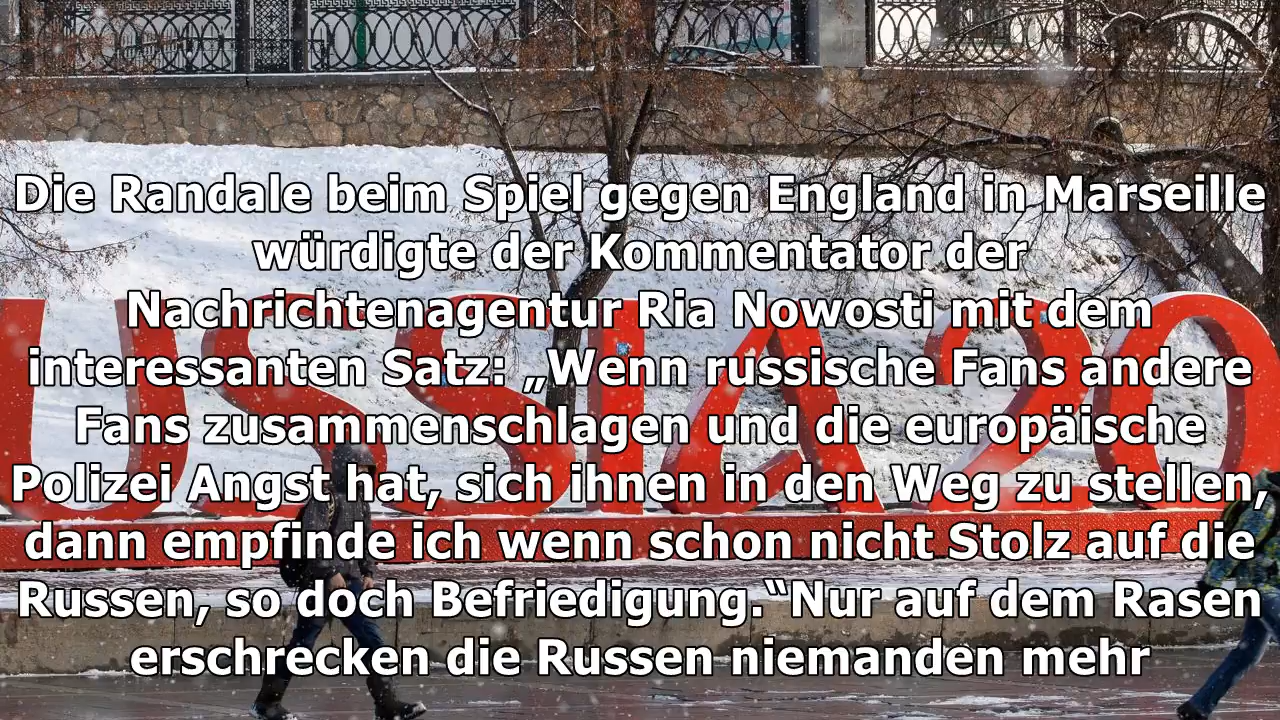 Die Randale beim Spiel gegen England in Marseille
würdigte der Kommentator der
Nachrichtenagentur Ria Nowosti mit dem
interessanten Satz: „Wenn russische Fans andere
Fans zusammenschlagen und die europäische
Polizei Angst hat, sich ihnen in den Weg zu stellen,
dann empfinde ich wenn schon nicht Stolz auf die
Russen, so doch Befriedigung.“Nur auf dem Rasen
erschrecken die Russen niemanden mehr
USSIA20